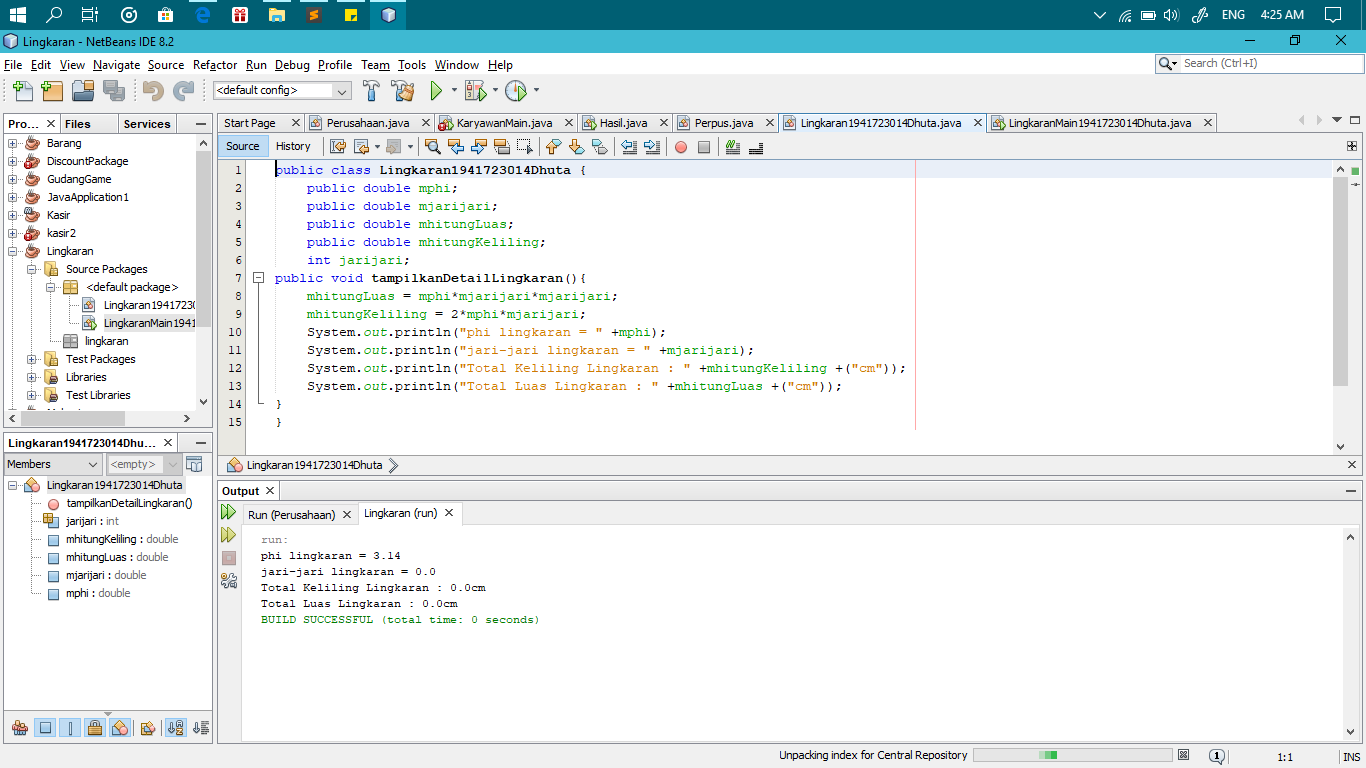 ENG 4:25 AM
Lingkaran - NetBeans IDE 8.2
File Edit View Navigate Source Refactor Run Debug Profile Team Tools Window Help
Search (Ctrl+I)
<default config>
Pro... Files Services
Start Page Perusahaan.java KaryawanMain.java Hasil.java Perpus.java Lingkaran1941723014Dhuta.java LingkaranMain1941723014Dhuta.java
Source History
Barang
DiscountPackage
GudangGame
JavaApplication1
Kasir
kasir2
Lingkaran
Source Packages
<default package>
Lingkaran1941723
LingkaranMain1941
lingkaran
Test Packages
Libraries
Test Libraries
1 public class Lingkaran1941723014Dhuta {
2 public double mphi;
3 public double mjarijari;
4 public double mhitungLuas;
5 public double mhitungKeliling;
6 int jarijari;
7 public void tampilkanDetailLingkaran(){
8 mhitungLuas = mphi*mjarijari*mjarijari;
9 mhitungKeliling = 2*mphi*mjarijari;
10 System.out.println("phi lingkaran = " +mphi);
11 System.out.println("jari-jari lingkaran = " +mjarijari);
12 System.out.println("Total Keliling Lingkaran : " +mhitungKeliling +("cm"));
13 System.out.println("Total Luas Lingkaran : " +mhitungLuas +("cm"));
14 }
15 }
Lingkaran1941723014Dhuta
Lingkaran1941723014Dhu...
Members <empty>
Lingkaran1941723014Dhuta
tampilkanDetailLingkaran()
jarijari : int
mhitungKeliling : double
mhitungLuas : double
mjarijari : double
mphi : double
Output
Run (Perusahaan) Lingkaran (run)
run:
phi lingkaran = 3.14
jari-jari lingkaran = 0.0
Total Keliling Lingkaran : 0.0cm
Total Luas Lingkaran : 0.0cm
BUILD SUCCESSFUL (total time: 0 seconds)
Unpacking index for Central Repository 1 1:1 INS